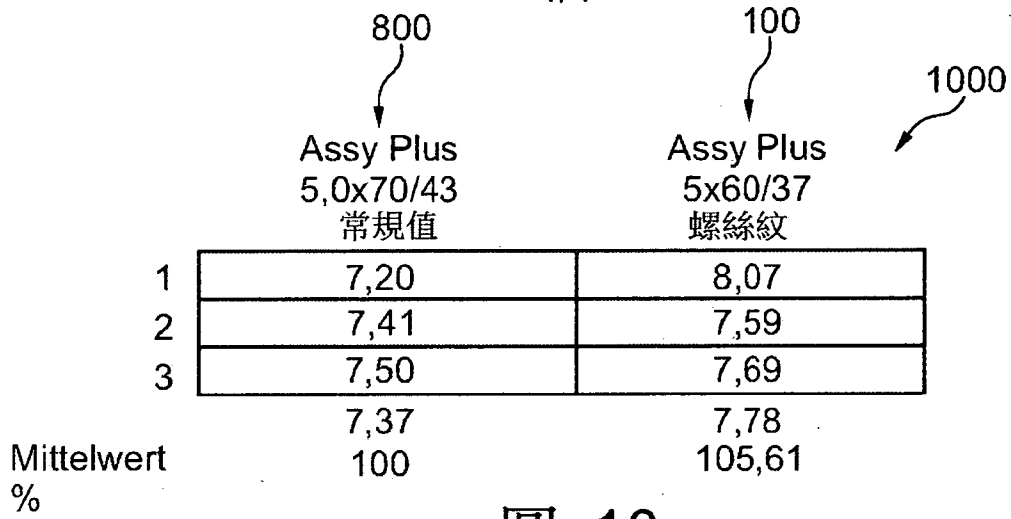 800 100
1000
Assy Plus Assy Plus
5,0x70/43 5x60/37
常規值 螺絲紋
1 7,20 8,07
2 7,41 7,59
3 7,50 7,69
7,37 7,78
Mittelwert 100 105,61
%